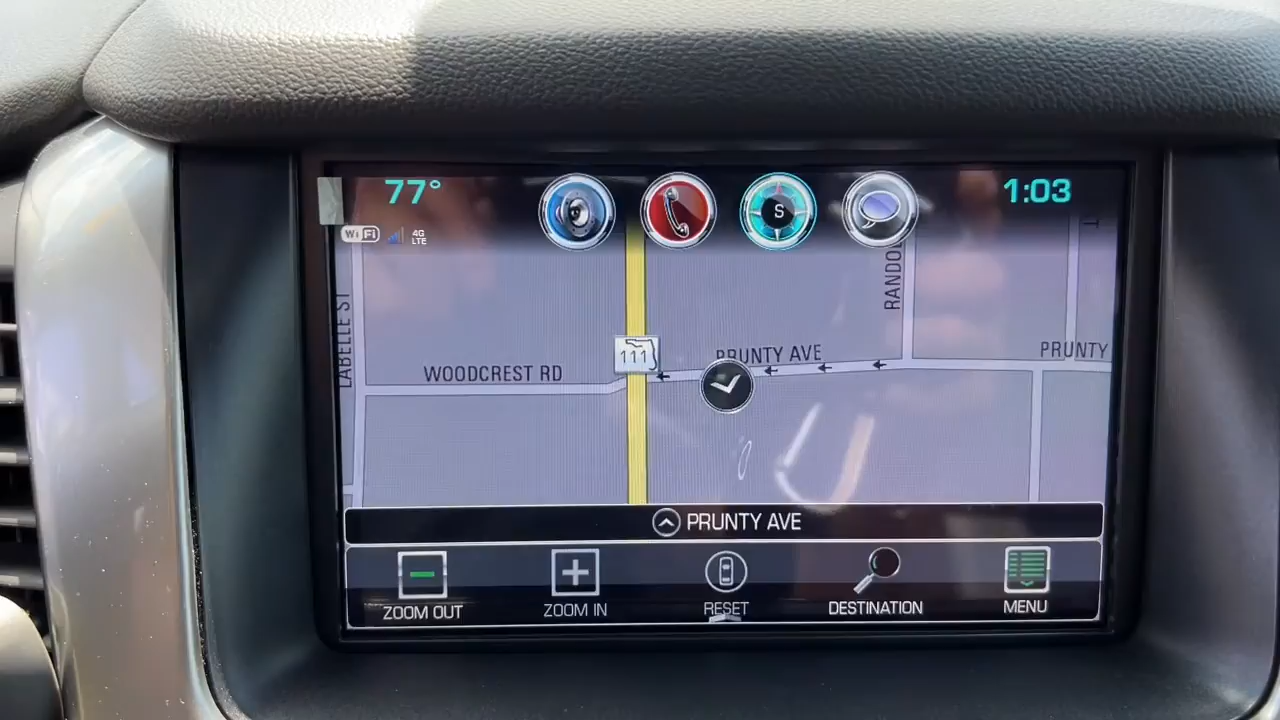 77°
1:03
S
WiFi
4G
LTE
LABELLE ST
RANDOL
T
111
WOODCREST RD
PRUNTY AVE
PRUNTY
PRUNTY AVE
ZOOM OUT
ZOOM IN
RESET
DESTINATION
MENU